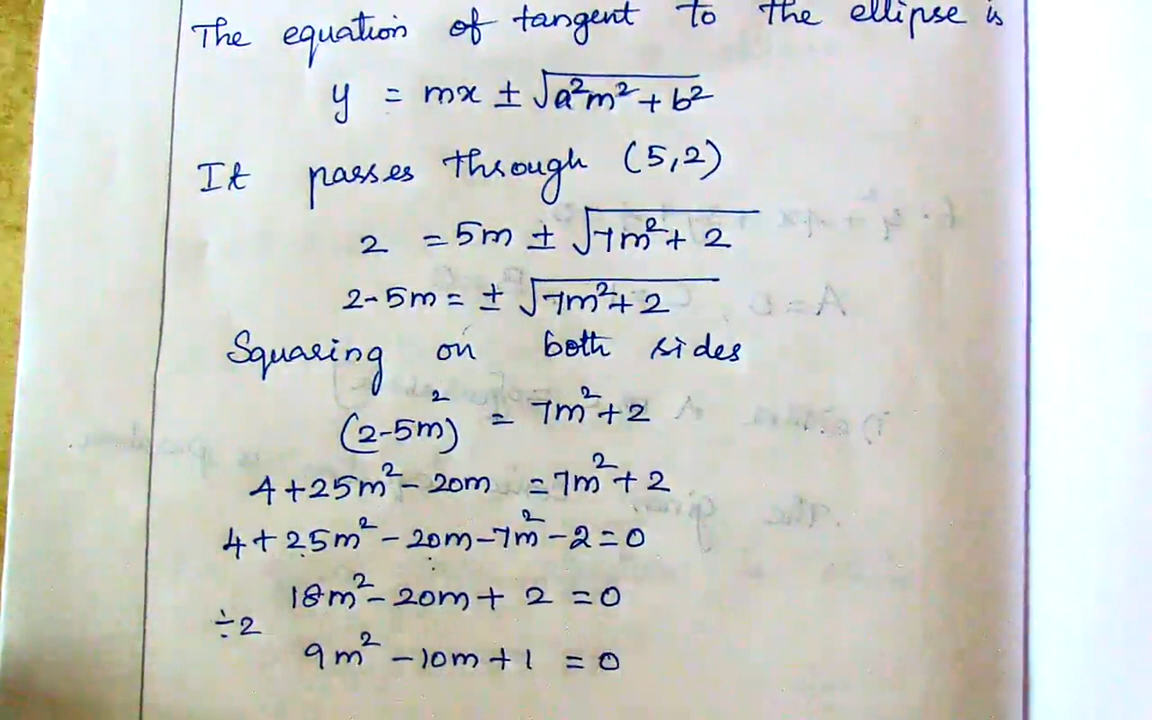 The equation of tangent to the ellipse is
y = mx ± √a²m² + b²
It passes through (5,2)
2 = 5m ± √7m² + 2
2-5m = ± √7m²+2
Squaring on both sides
(2-5m)² = 7m²+2
4+25m²-20m = 7m²+2
4+25m²-20m-7m²-2=0
18m²-20m+2=0
÷2
9m²-10m+1=0